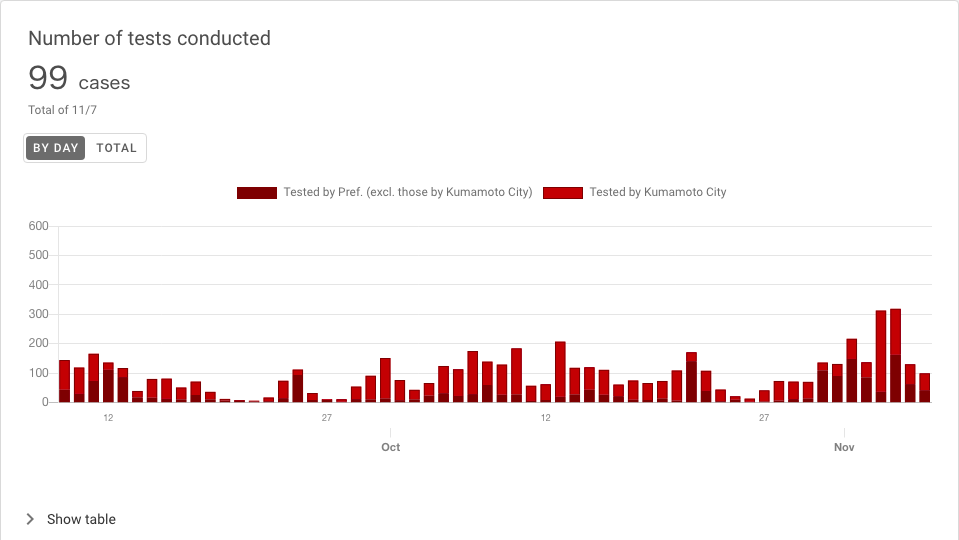 Number of tests conducted
99 cases
Total of 11/7
BY DAY TOTAL
Tested by Pref. (excl. those by Kumamoto City) Tested by Kumamoto City
600
500
400
300
200
100
0
12 27 12 27
Oct Nov
Show table